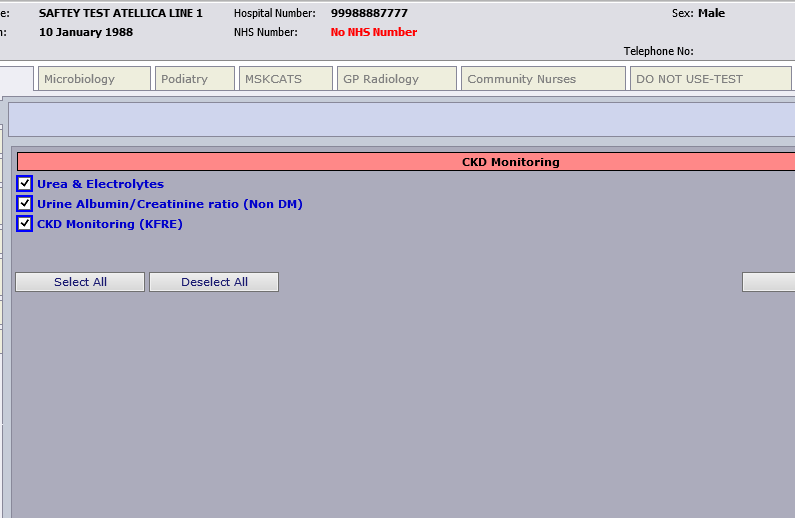 e: SAFTEY TEST ATELLICA LINE 1 Hospital Number: 99988887777 Sex: Male
n: 10 January 1988 NHS Number: No NHS Number
Telephone No:
Microbiology Podiatry MSKCATS GP Radiology Community Nurses DO NOT USE-TEST
CKD Monitoring
Urea & Electrolytes
Urine Albumin/Creatinine ratio (Non DM)
CKD Monitoring (KFRE)
Select All Deselect All